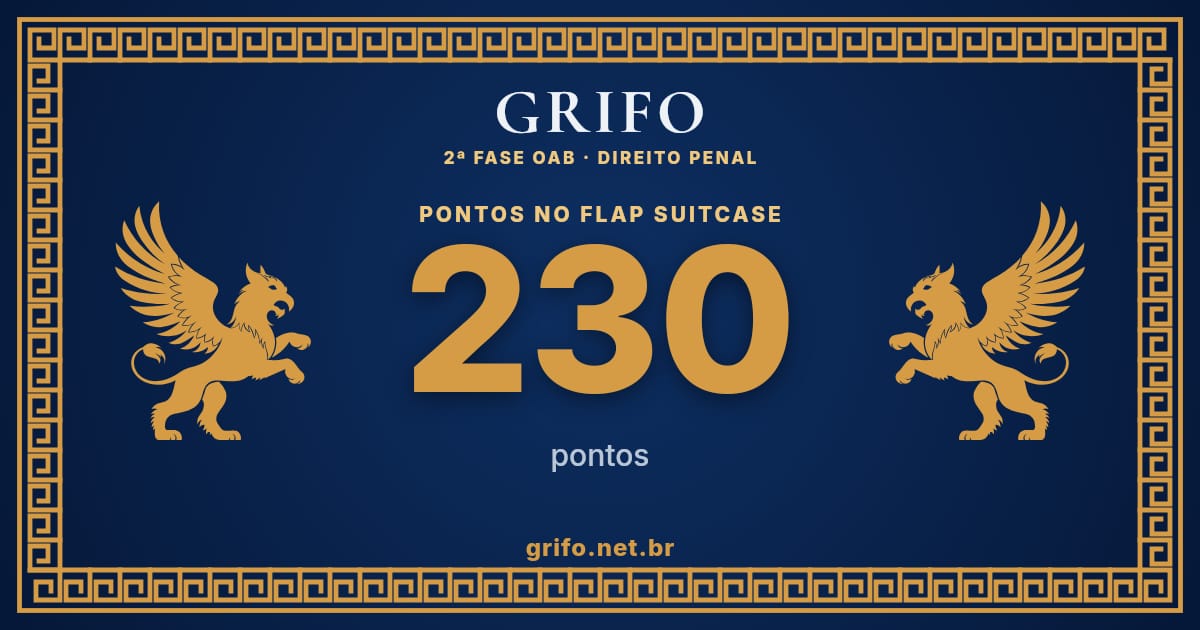 GRIFO
2ª FASE OAB · DIREITO PENAL
PONTOS NO FLAP SUITCASE
230
pontos
grifo.net.br